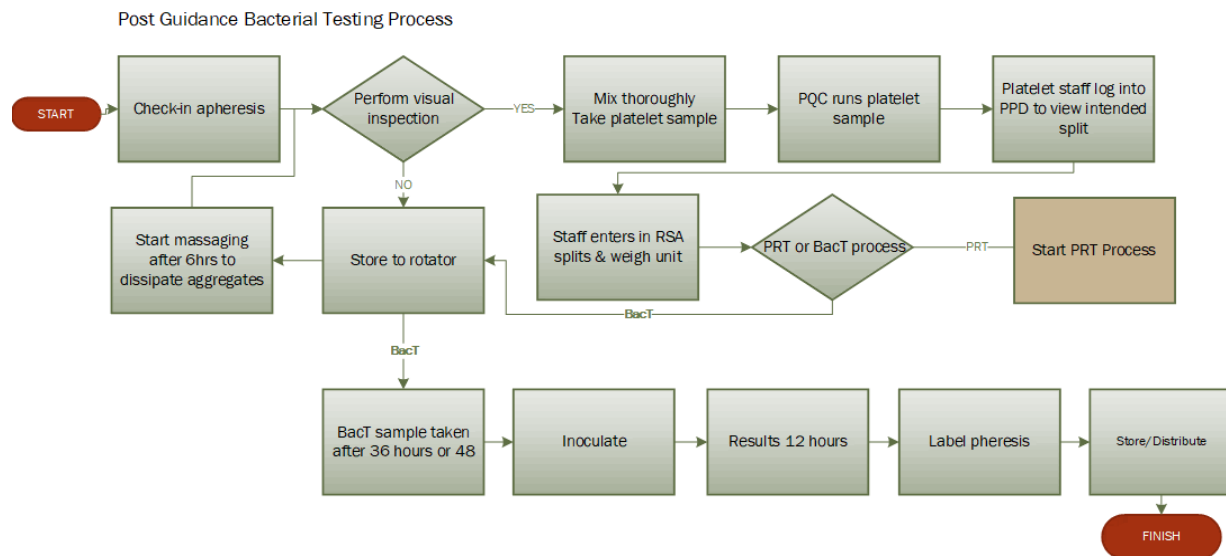 Post Guidance Bacterial Testing Process
START
Check-in apheresis
Perform visual
inspection
YES
Mix thoroughly
Take platelet sample
PQC runs platelet
sample
Platelet staff log into
PPD to view intended
split
NO
Start massaging
after 6hrs to
dissipate aggregates
Store to rotator
Staff enters in RSA
splits & weigh unit
PRT or BacT process
PRT
Start PRT Process
BacT
BacT
BacT sample taken
after 36 hours or 48
Inoculate
Results 12 hours
Label pheresis
Store/Distribute
FINISH